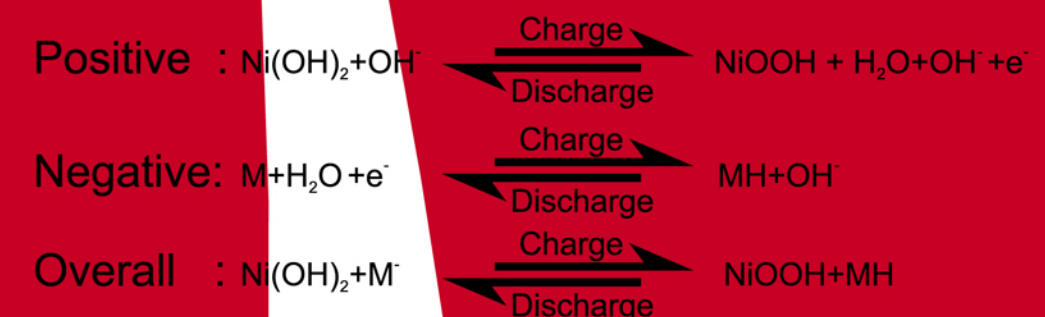 Charge
Positive : Ni(OH)₂+OH⁻ NiOOH + H₂O+OH⁻+e⁻
Discharge
Charge
Negative: M+H₂O+e⁻ MH+OH⁻
Discharge
Charge
Overall : Ni(OH)₂+M⁻ NiOOH+MH
Discharge